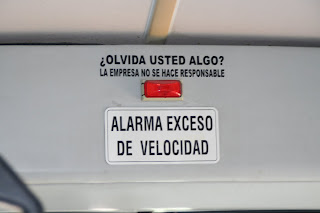 ¿OLVIDA USTED ALGO?
LA EMPRESA NO SE HACE RESPONSABLE
ALARMA EXCESO
DE VELOCIDAD